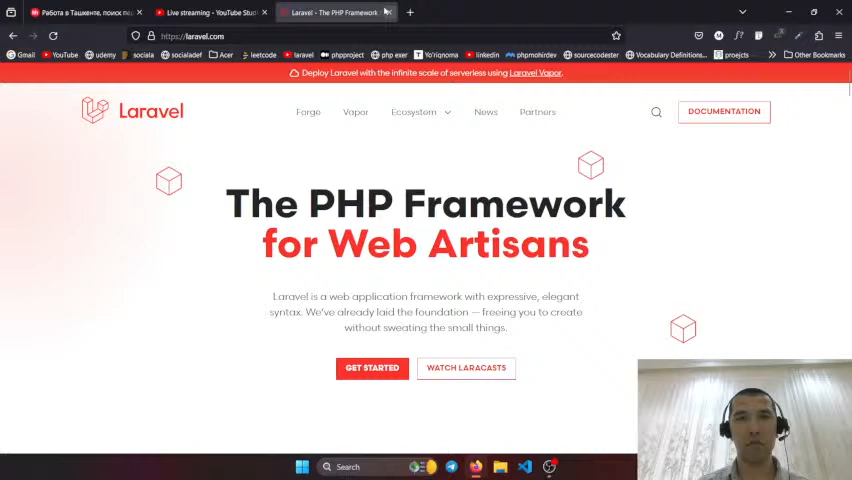 Работа в Ташкенте, поиск пе
Live streaming - YouTube Stud
Laravel - The PHP Framework
https://laravel.com
Gmail
YouTube
udemy
sociala
socialadef
Acer
leetcode
laravel
phpproject
php exer
Yo'riqnoma
linkedin
phpmohirdev
sourcecodester
Vocabulary Definitions...
proejcts
Other Bookmarks
Deploy Laravel with the infinite scale of serverless using Laravel Vapor.
Laravel
Forge
Vapor
Ecosystem
News
Partners
DOCUMENTATION
The PHP Framework
for Web Artisans
Laravel is a web application framework with expressive, elegant
syntax. We've already laid the foundation — freeing you to create
without sweating the small things.
GET STARTED
WATCH LARACASTS
Search